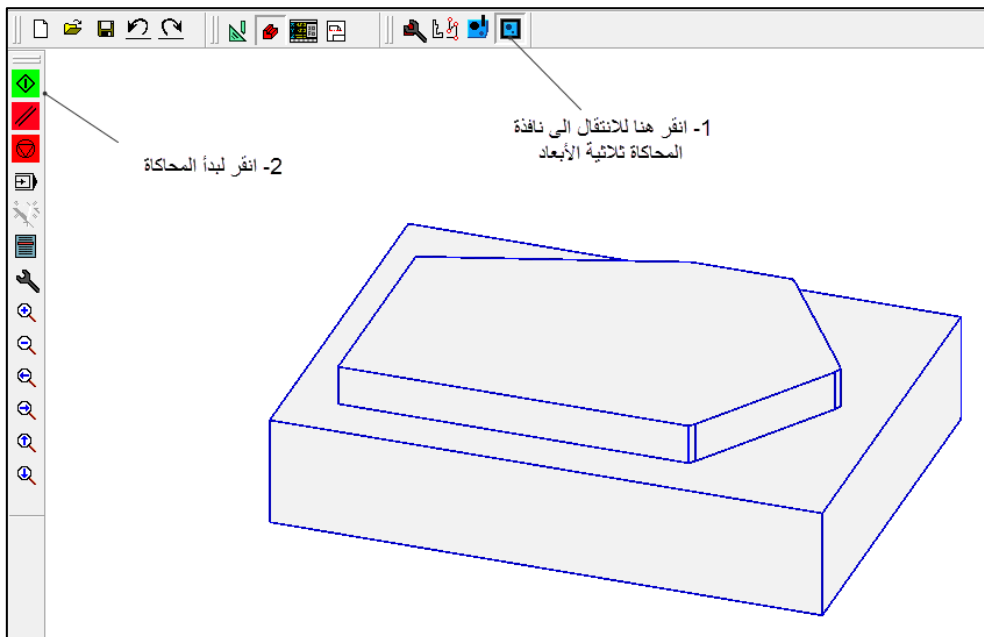 1- انقر هنا للانتقال الى نافذة
المحاكاة ثلاثية الأبعاد
2- انقر لبدأ المحاكاة